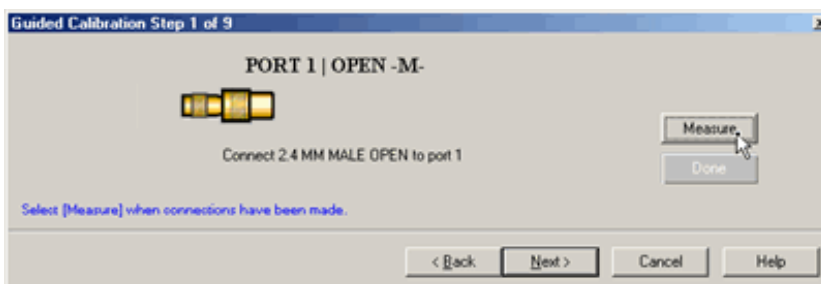 Guided Calibration Step 1 of 9
PORT 1 | OPEN -M-
Measure
Connect 2.4 MM MALE OPEN to port 1
Done
Select [Measure] when connections have been made.
< Back
Next >
Cancel
Help